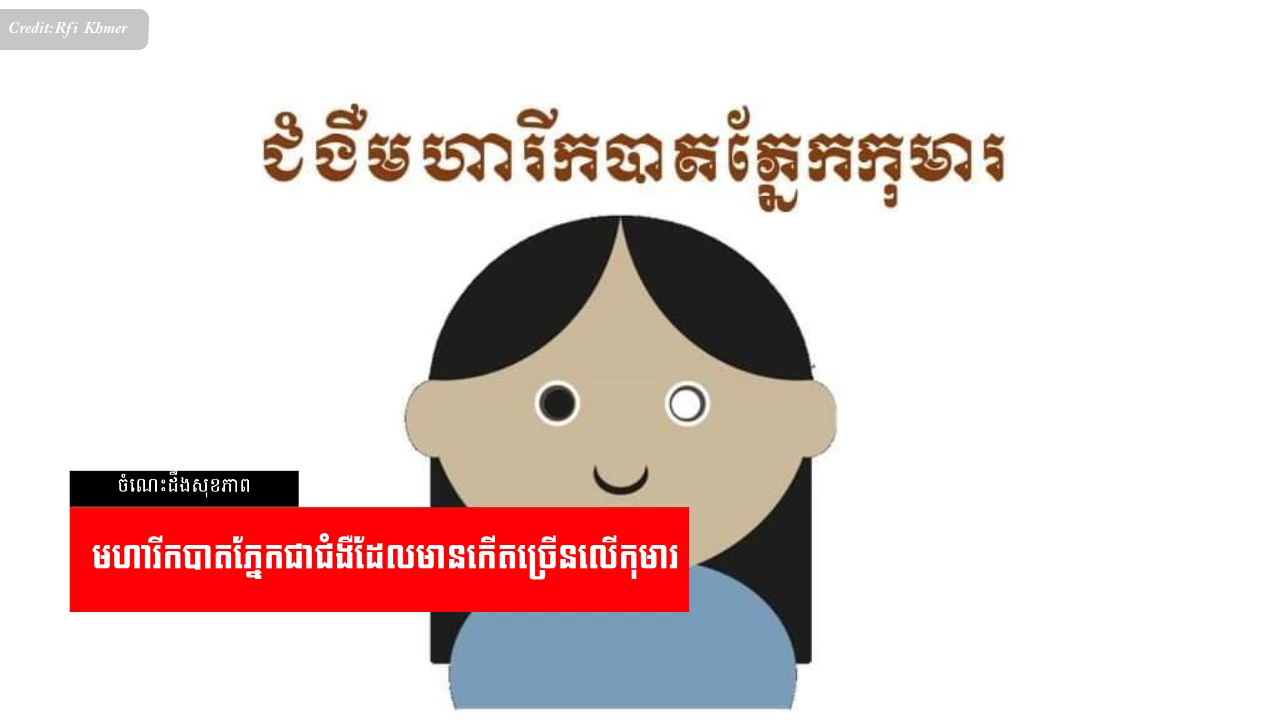 Credit:Rfi Khmer
ជំងឺមហារីកបាតភ្នែកកុមារ
ចំណេះដឹងសុខភាព
មហារីកបាតភ្នែកជាជំងឺដែលមានកើតច្រើនលើកុមារ